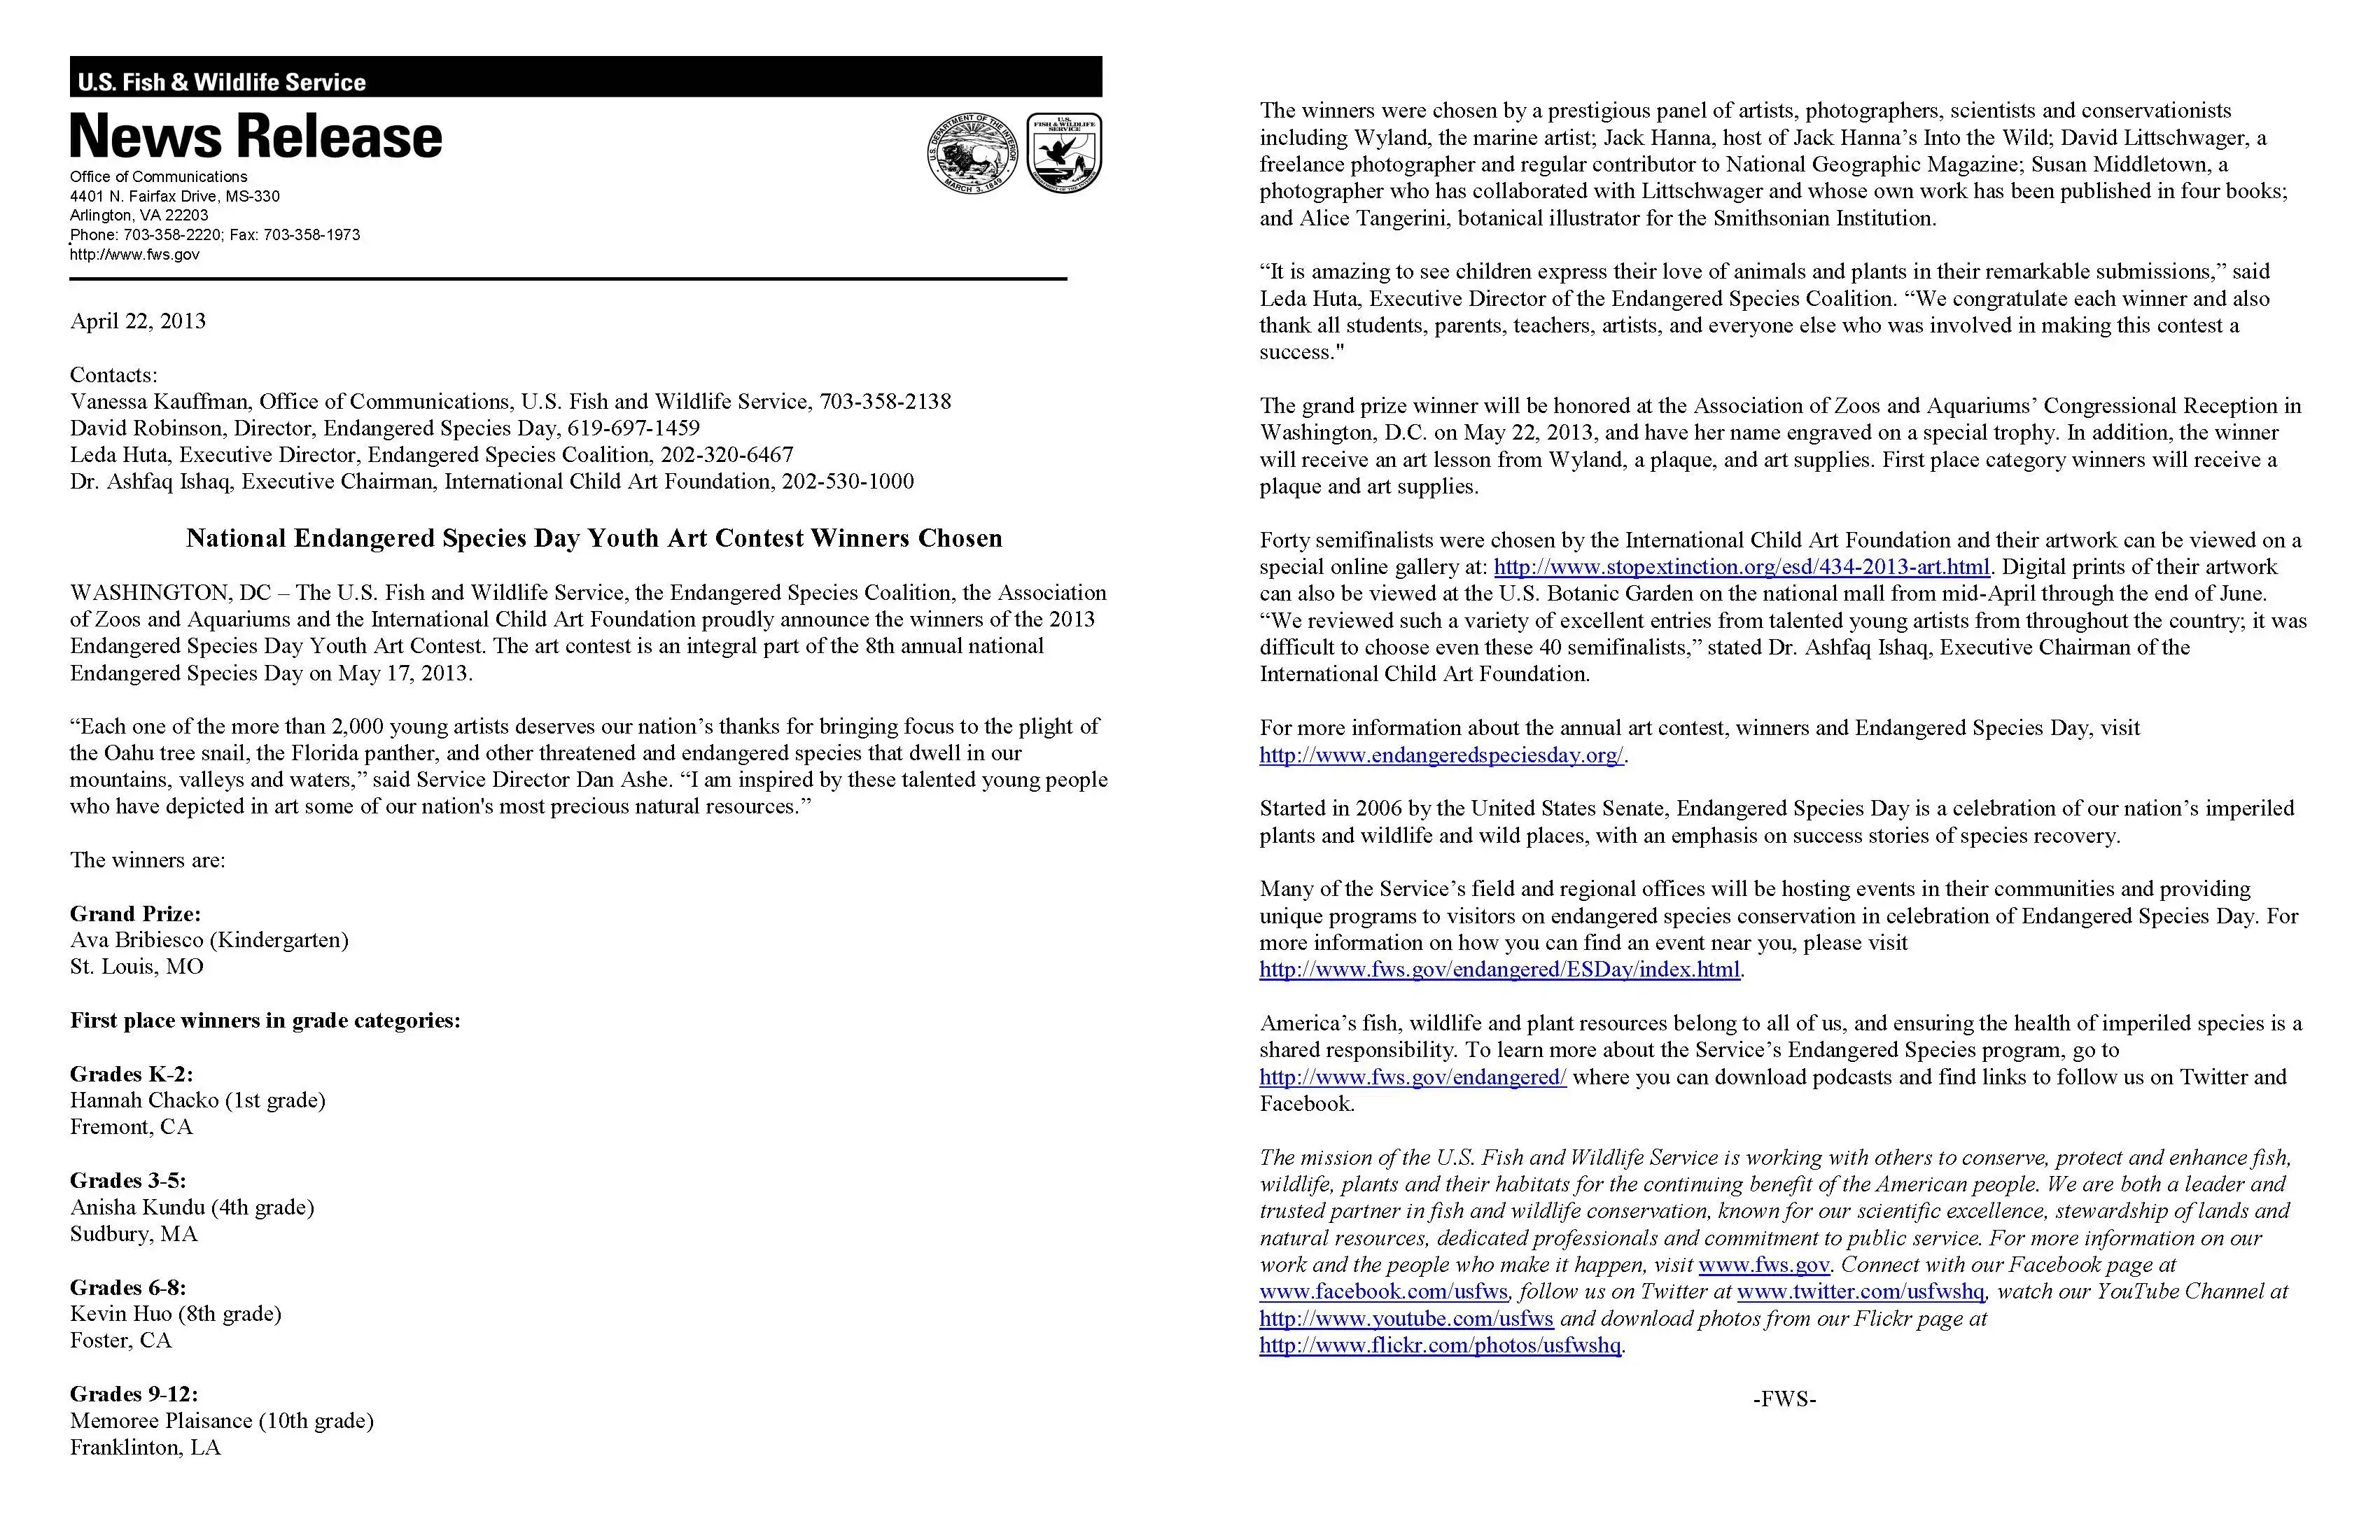 U.S. Fish & Wildlife Service
News Release
Office of Communications
4401 N. Fairfax Drive, MS-330
Arlington, VA 22203
Phone: 703-358-2220; Fax: 703-358-1973
http://www.fws.gov
U.S. DEPARTMENT OF THE INTERIOR
MARCH 3, 1849
U.S.
FISH & WILDLIFE
SERVICE
DEPARTMENT OF THE INTERIOR
April 22, 2013
Contacts:
Vanessa Kauffman, Office of Communications, U.S. Fish and Wildlife Service, 703-358-2138
David Robinson, Director, Endangered Species Day, 619-697-1459
Leda Huta, Executive Director, Endangered Species Coalition, 202-320-6467
Dr. Ashfaq Ishaq, Executive Chairman, International Child Art Foundation, 202-530-1000
National Endangered Species Day Youth Art Contest Winners Chosen
WASHINGTON, DC – The U.S. Fish and Wildlife Service, the Endangered Species Coalition, the Association
of Zoos and Aquariums and the International Child Art Foundation proudly announce the winners of the 2013
Endangered Species Day Youth Art Contest. The art contest is an integral part of the 8th annual national
Endangered Species Day on May 17, 2013.
“Each one of the more than 2,000 young artists deserves our nation’s thanks for bringing focus to the plight of
the Oahu tree snail, the Florida panther, and other threatened and endangered species that dwell in our
mountains, valleys and waters,” said Service Director Dan Ashe. “I am inspired by these talented young people
who have depicted in art some of our nation's most precious natural resources.”
The winners are:
Grand Prize:
Ava Bribiesco (Kindergarten)
St. Louis, MO
First place winners in grade categories:
Grades K-2:
Hannah Chacko (1st grade)
Fremont, CA
Grades 3-5:
Anisha Kundu (4th grade)
Sudbury, MA
Grades 6-8:
Kevin Huo (8th grade)
Foster, CA
Grades 9-12:
Memoree Plaisance (10th grade)
Franklinton, LA
The winners were chosen by a prestigious panel of artists, photographers, scientists and conservationists
including Wyland, the marine artist; Jack Hanna, host of Jack Hanna’s Into the Wild; David Littschwager, a
freelance photographer and regular contributor to National Geographic Magazine; Susan Middletown, a
photographer who has collaborated with Littschwager and whose own work has been published in four books;
and Alice Tangerini, botanical illustrator for the Smithsonian Institution.
“It is amazing to see children express their love of animals and plants in their remarkable submissions,” said
Leda Huta, Executive Director of the Endangered Species Coalition. “We congratulate each winner and also
thank all students, parents, teachers, artists, and everyone else who was involved in making this contest a
success."
The grand prize winner will be honored at the Association of Zoos and Aquariums’ Congressional Reception in
Washington, D.C. on May 22, 2013, and have her name engraved on a special trophy. In addition, the winner
will receive an art lesson from Wyland, a plaque, and art supplies. First place category winners will receive a
plaque and art supplies.
Forty semifinalists were chosen by the International Child Art Foundation and their artwork can be viewed on a
special online gallery at: http://www.stopextinction.org/esd/434-2013-art.html. Digital prints of their artwork
can also be viewed at the U.S. Botanic Garden on the national mall from mid-April through the end of June.
“We reviewed such a variety of excellent entries from talented young artists from throughout the country; it was
difficult to choose even these 40 semifinalists,” stated Dr. Ashfaq Ishaq, Executive Chairman of the
International Child Art Foundation.
For more information about the annual art contest, winners and Endangered Species Day, visit
http://www.endangeredspeciesday.org/.
Started in 2006 by the United States Senate, Endangered Species Day is a celebration of our nation’s imperiled
plants and wildlife and wild places, with an emphasis on success stories of species recovery.
Many of the Service’s field and regional offices will be hosting events in their communities and providing
unique programs to visitors on endangered species conservation in celebration of Endangered Species Day. For
more information on how you can find an event near you, please visit
http://www.fws.gov/endangered/ESDay/index.html.
America’s fish, wildlife and plant resources belong to all of us, and ensuring the health of imperiled species is a
shared responsibility. To learn more about the Service’s Endangered Species program, go to
http://www.fws.gov/endangered/ where you can download podcasts and find links to follow us on Twitter and
Facebook.
The mission of the U.S. Fish and Wildlife Service is working with others to conserve, protect and enhance fish,
wildlife, plants and their habitats for the continuing benefit of the American people. We are both a leader and
trusted partner in fish and wildlife conservation, known for our scientific excellence, stewardship of lands and
natural resources, dedicated professionals and commitment to public service. For more information on our
work and the people who make it happen, visit www.fws.gov. Connect with our Facebook page at
www.facebook.com/usfws, follow us on Twitter at www.twitter.com/usfwshq, watch our YouTube Channel at
http://www.youtube.com/usfws and download photos from our Flickr page at
http://www.flickr.com/photos/usfwshq.
-FWS-